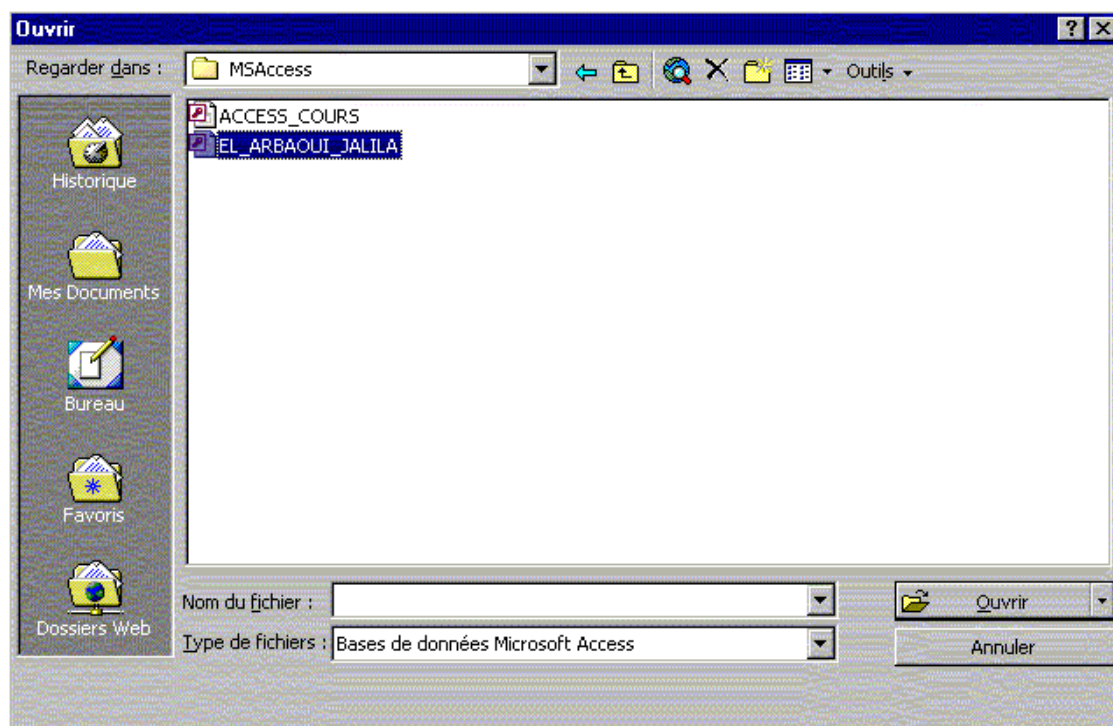 Ouvrir
Regarder dans : MSAccess Outils
ACCESS_COURS
EL_ARBAOUI_JALILA
Historique
Mes Documents
Bureau
Favoris
Dossiers Web
Nom du fichier : Ouvrir
Type de fichiers : Bases de données Microsoft Access Annuler